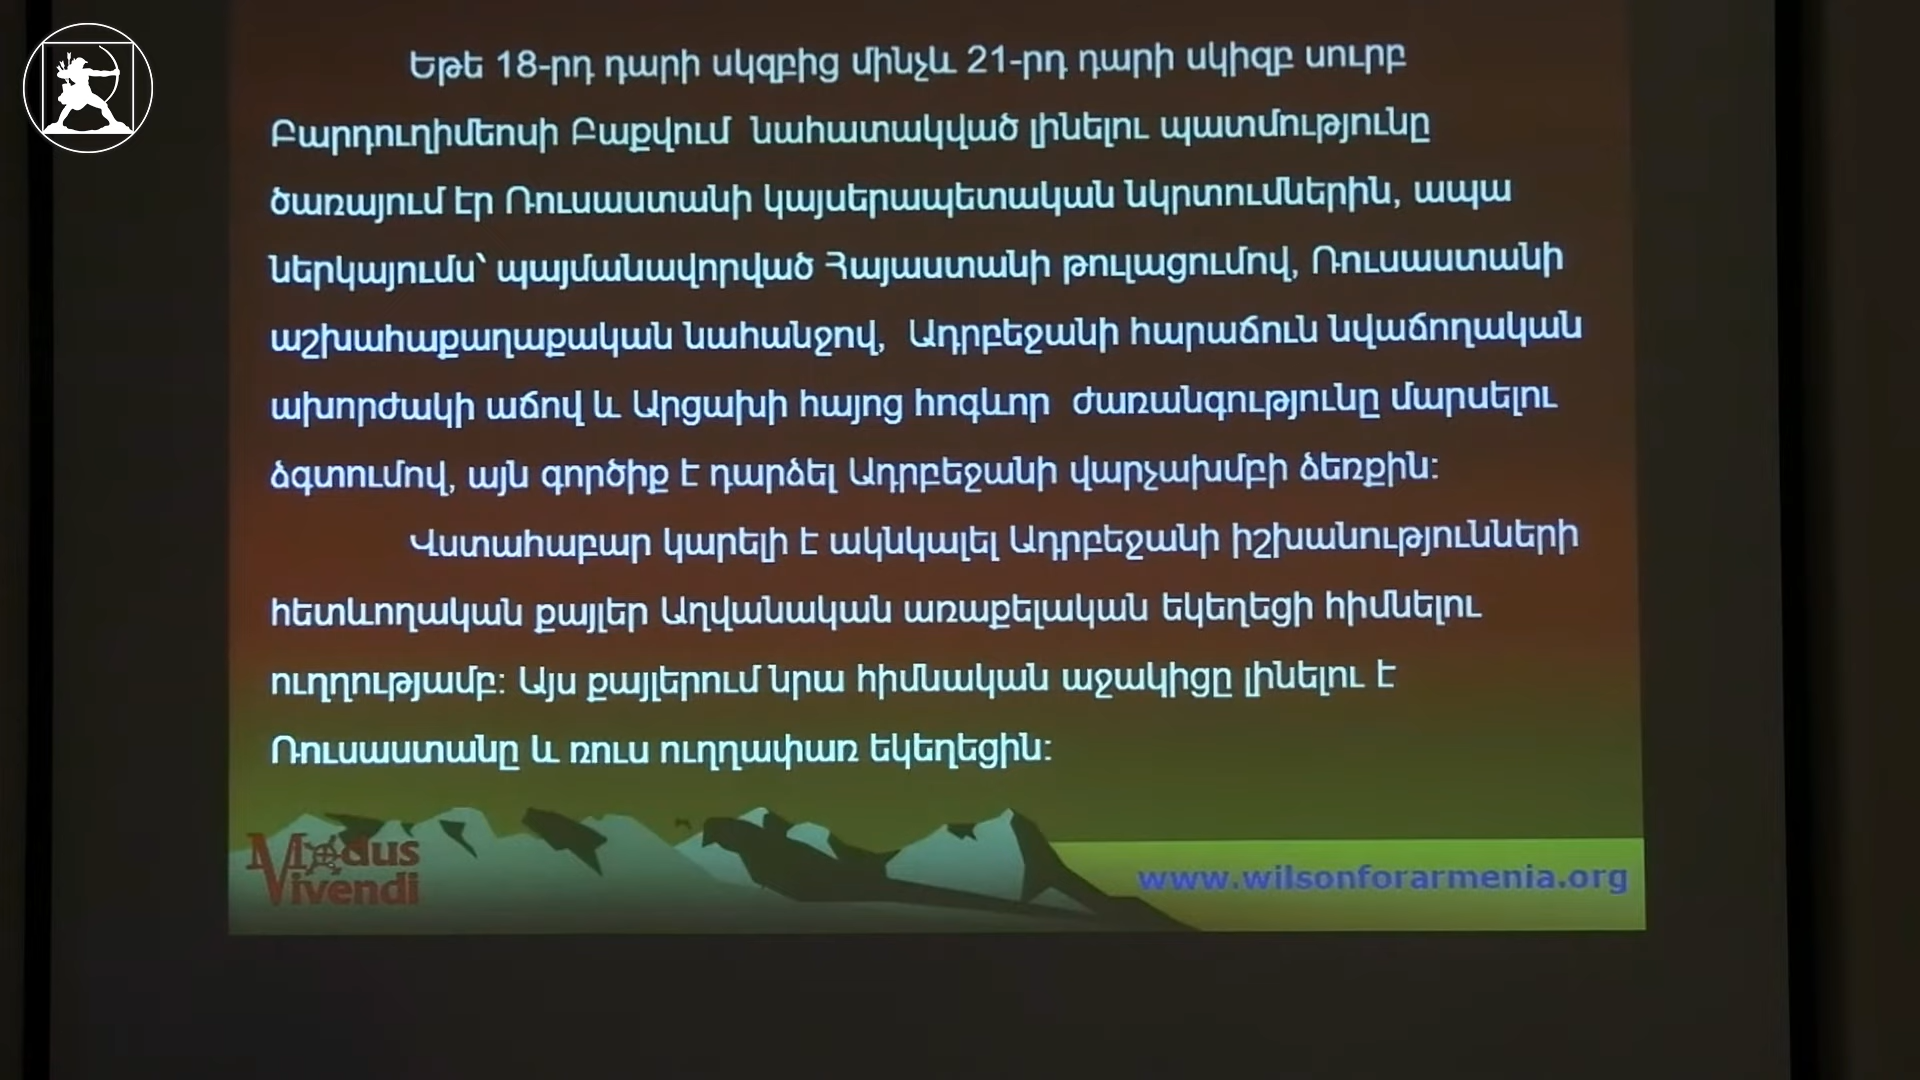 Եթե 18-րդ դարի սկզբից մինչև 21-րդ դարի սկիզբ սուրբ
Բարդուղիմեոսի Բաքվում նահատակված լինելու պատմությունը
ծառայում էր Ռուսաստանի կայսերապետական նկրտումներին, ապա
ներկայումս՝ պայմանավորված Հայաստանի թուլացումով, Ռուսաստանի
աշխահաքաղաքական նահանջով, Ադրբեջանի հարաճուն նվաճողական
ախորժակի աճով և Արցախի հայոց հոգևոր ժառանգությունը մարսելու
ձգտումով, այն գործիք է դարձել Ադրբեջանի վարչախմբի ձեռքին:
Վստահաբար կարելի է ակնկալել Ադրբեջանի իշխանությունների
հետևողական քայլեր Աղվանական առաքելական եկեղեցի հիմնելու
ուղղությամբ: Այս քայլերում նրա հիմնական աջակիցը լինելու է
Ռուսաստանը և ռուս ուղղափառ եկեղեցին:
Modus
Vivendi
www.wilsonforarmenia.org